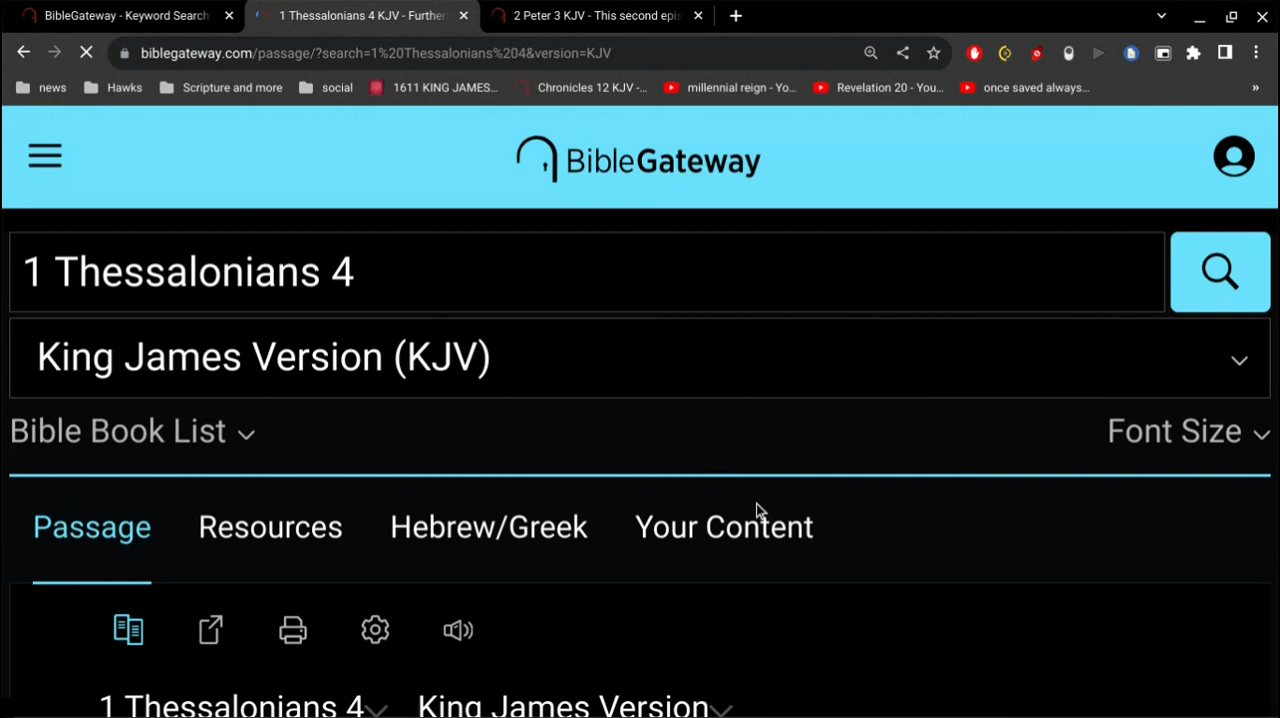 BibleGateway - Keyword Search:
1 Thessalonians 4 KJV - Further
2 Peter 3 KJV - This second epis
biblegateway.com/passage/?search=1%20Thessalonians%204&version=KJV
news
Hawks
Scripture and more
social
1611 KING JAMES...
Chronicles 12 KJV -...
millennial reign - Yo...
Revelation 20 - You...
once saved always...
»
BibleGateway
1 Thessalonians 4
King James Version (KJV)
Bible Book List
Font Size
Passage
Resources
Hebrew/Greek
Your Content
1 Thessalonians 4
King James Version